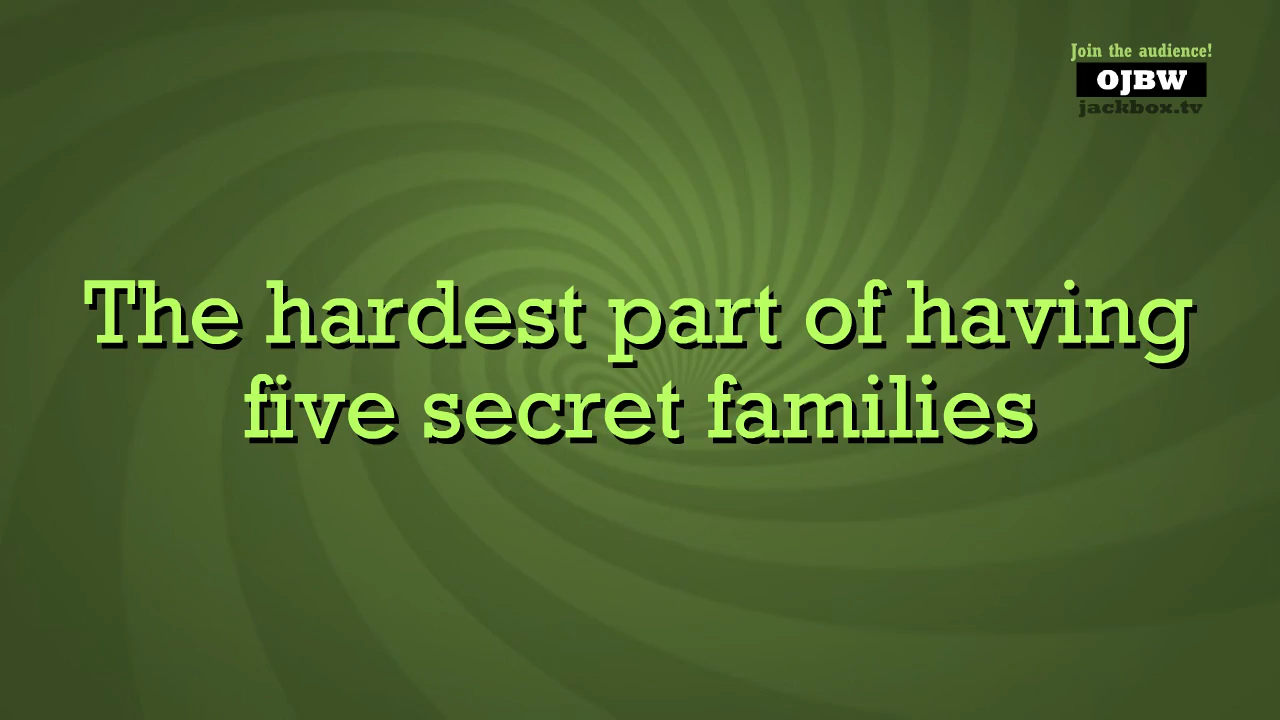 Join the audience!
OJBW
jackbox.tv
The hardest part of having
five secret families